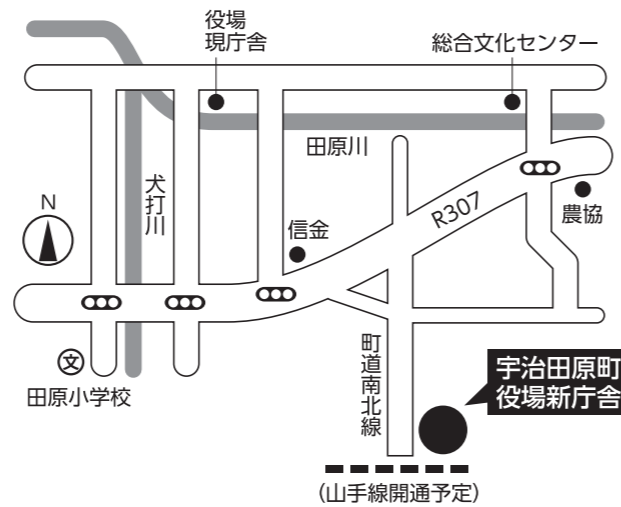 役場
現庁舎
総合文化センター
田原川
犬打川
N
信金
R307
農協
文
田原小学校
町道南北線
宇治田原町
役場新庁舎
(山手線開通予定)